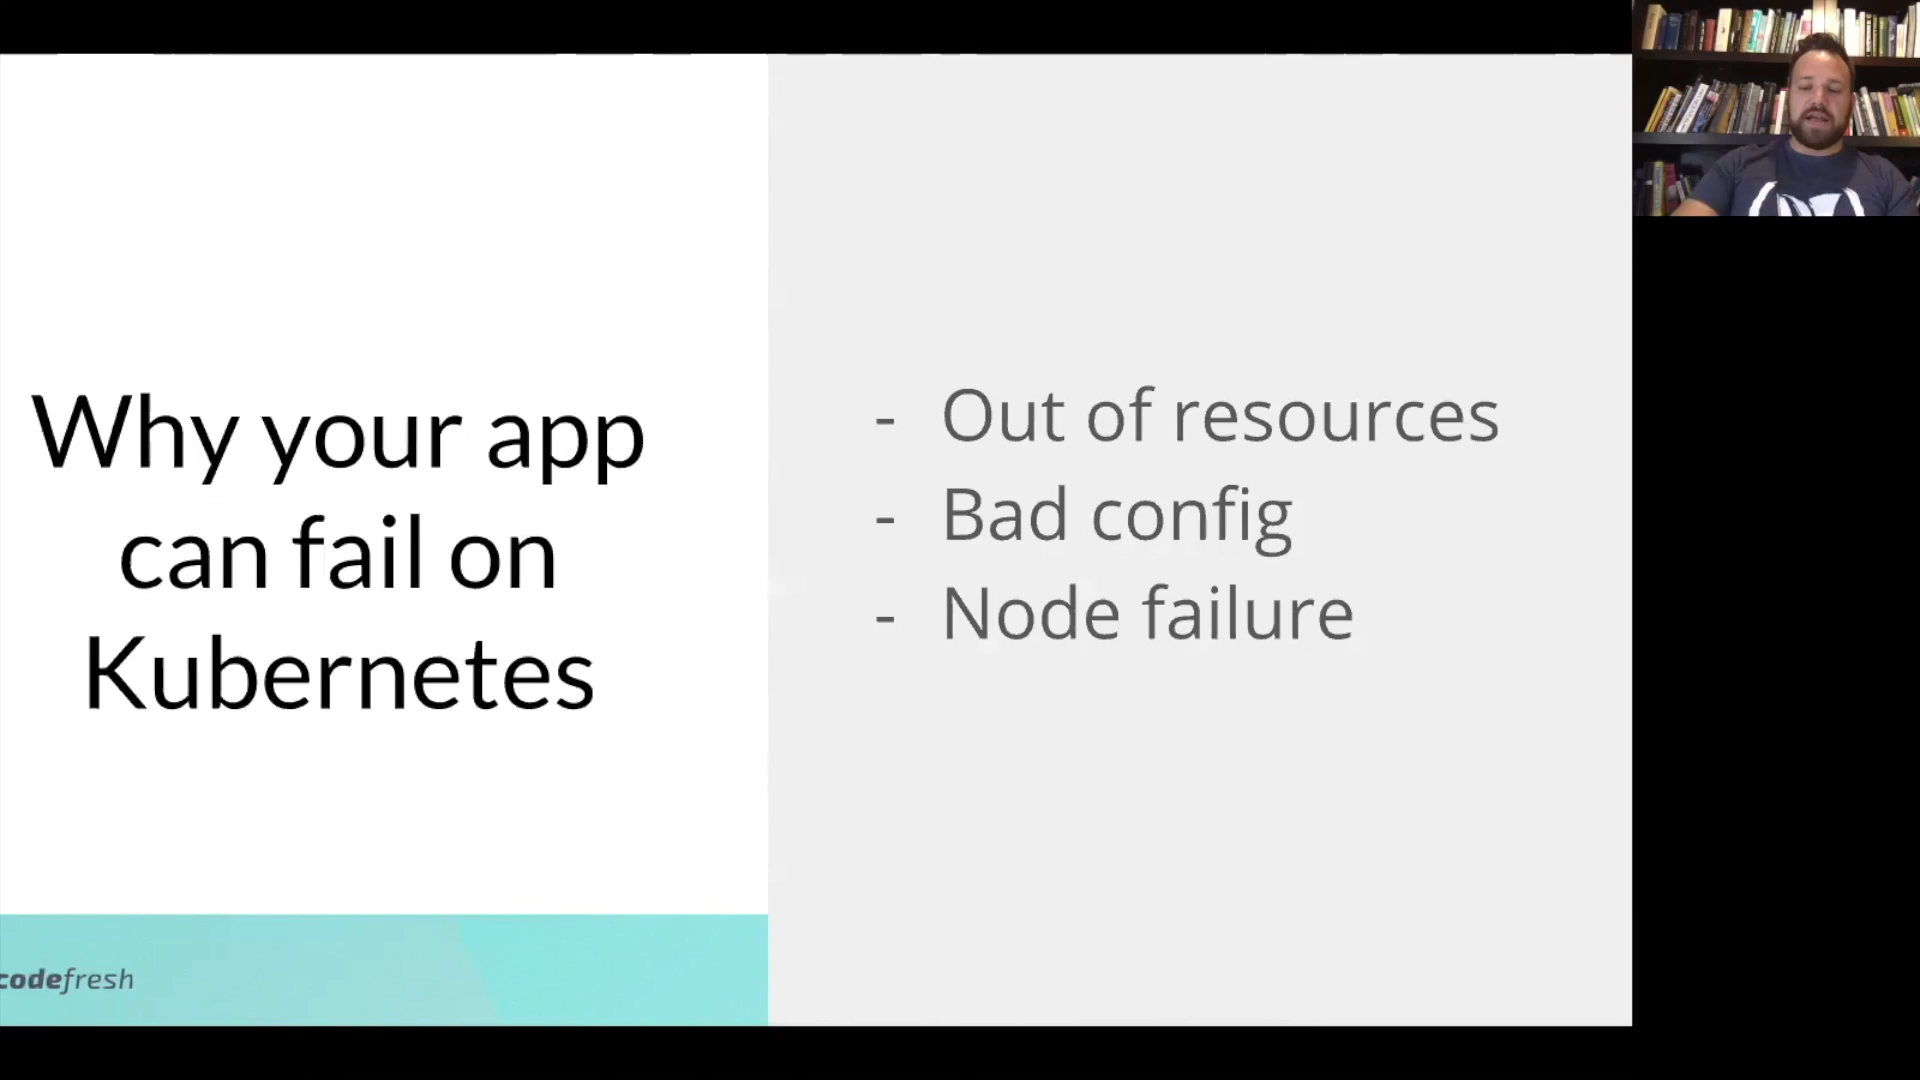 Why your app
can fail on
Kubernetes
- Out of resources
- Bad config
- Node failure
codefresh